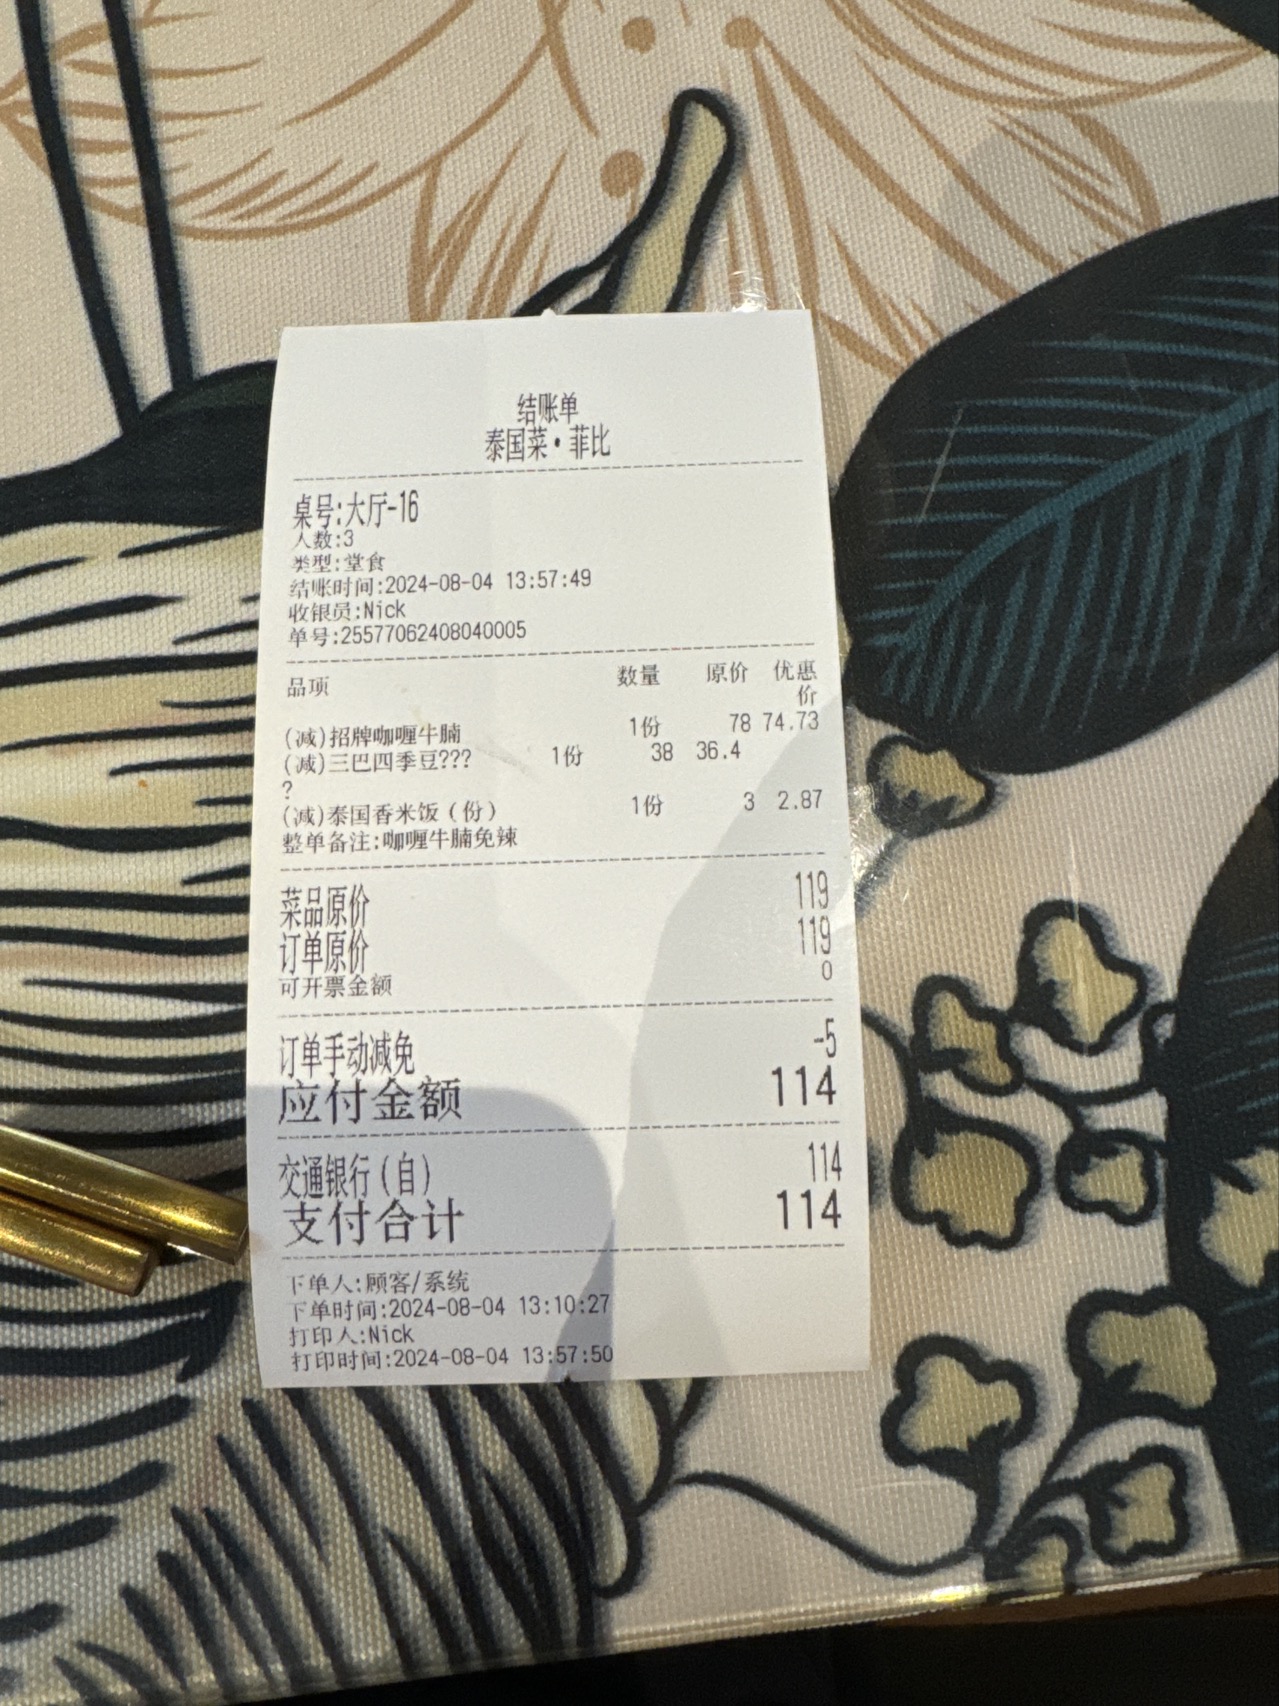 结账单
泰国菜•菲比
桌号:大厅-16
人数:3
类型:堂食
结账时间:2024-08-04 13:57:49
收银员:Nick
单号:25577062408040005
品项 数量 原价 优惠
价
(减)招牌咖喱牛腩 1份 78 74.73
(减)三巴四季豆??? 1份 38 36.4
?
(减)泰国香米饭（份） 1份 3 2.87
整单备注:咖喱牛腩免辣
菜品原价 119
订单原价 119
可开票金额 0
订单手动减免 -5
应付金额 114
交通银行(自) 114
支付合计 114
下单人:顾客/系统
下单时间:2024-08-04 13:10:27
打印人:Nick
打印时间:2024-08-04 13:57:50